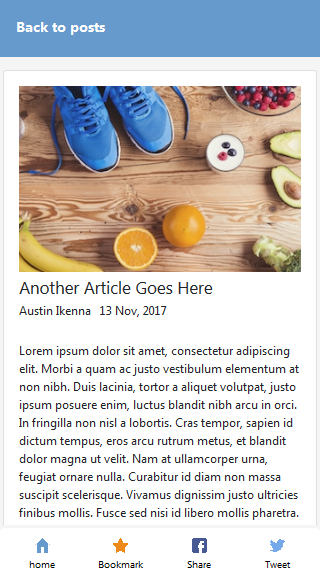 Back to posts
Another Article Goes Here
Austin Ikenna 13 Nov, 2017
Lorem ipsum dolor sit amet, consectetur adipiscing
elit. Morbi a quam ac justo vestibulum elementum at
non nibh. Duis lacinia, tortor a aliquet volutpat, justo
ipsum posuere enim, luctus blandit nibh arcu in orci.
In fringilla non nisl a lobortis. Cras tempor, sapien id
dictum tempus, eros arcu rutrum metus, et blandit
dolor magna ut velit. Nam at ullamcorper urna,
feugiat ornare nulla. Curabitur id diam non massa
suscipit scelerisque. Vivamus dignissim justo ultricies
finibus mollis. Fusce sed nisi id libero mollis pharetra.
home Bookmark Share Tweet